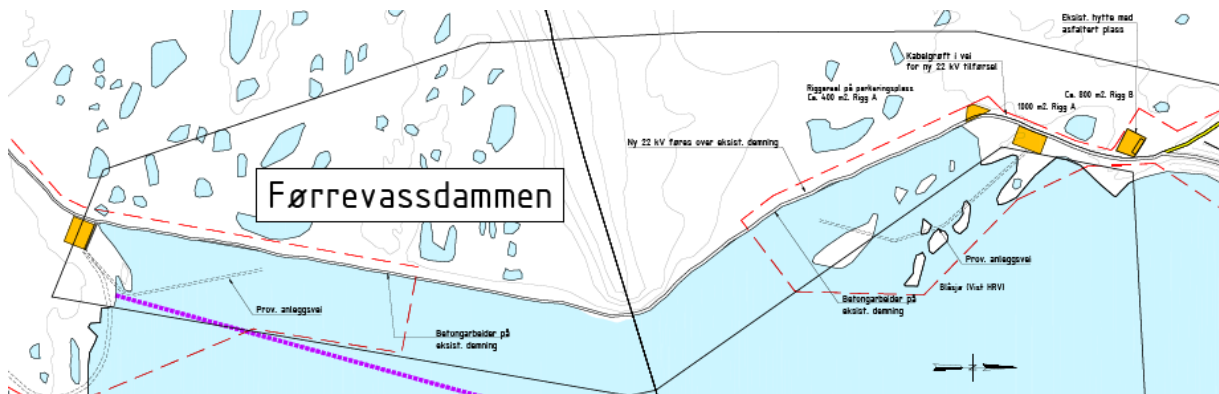 Eksist. hytte med
asfaltert plass
Kabelgrøft i vei
for ny 22 kV tilførsel
Riggareal på parkeringsplass
Ca. 400 m2. Rigg A
Ca. 800 m2. Rigg B
1000 m2. Rigg A
Ny 22 kV føres over eksist. demning
Førrevassdammen
Prov. anleggsvei
Blåsjø (Vist HRV)
Betongarbeider på
eksist. demning
Prov. anleggsvei
Betongarbeider på
eksist. demning